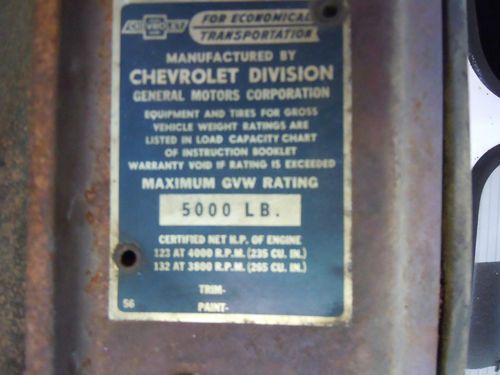 CHEVROLET
FOR ECONOMICAL
TRANSPORTATION
MANUFACTURED BY
CHEVROLET DIVISION
GENERAL MOTORS CORPORATION
EQUIPMENT AND TIRES FOR GROSS
VEHICLE WEIGHT RATINGS ARE
LISTED IN LOAD CAPACITY CHART
OF INSTRUCTION BOOKLET
WARRANTY VOID IF RATING IS EXCEEDED
MAXIMUM GVW RATING
5000 LB.
CERTIFIED NET H.P. OF ENGINE
123 AT 4000 R.P.M. (235 CU. IN.)
132 AT 3800 R.P.M. (265 CU. IN.)
TRIM-
56 PAINT-